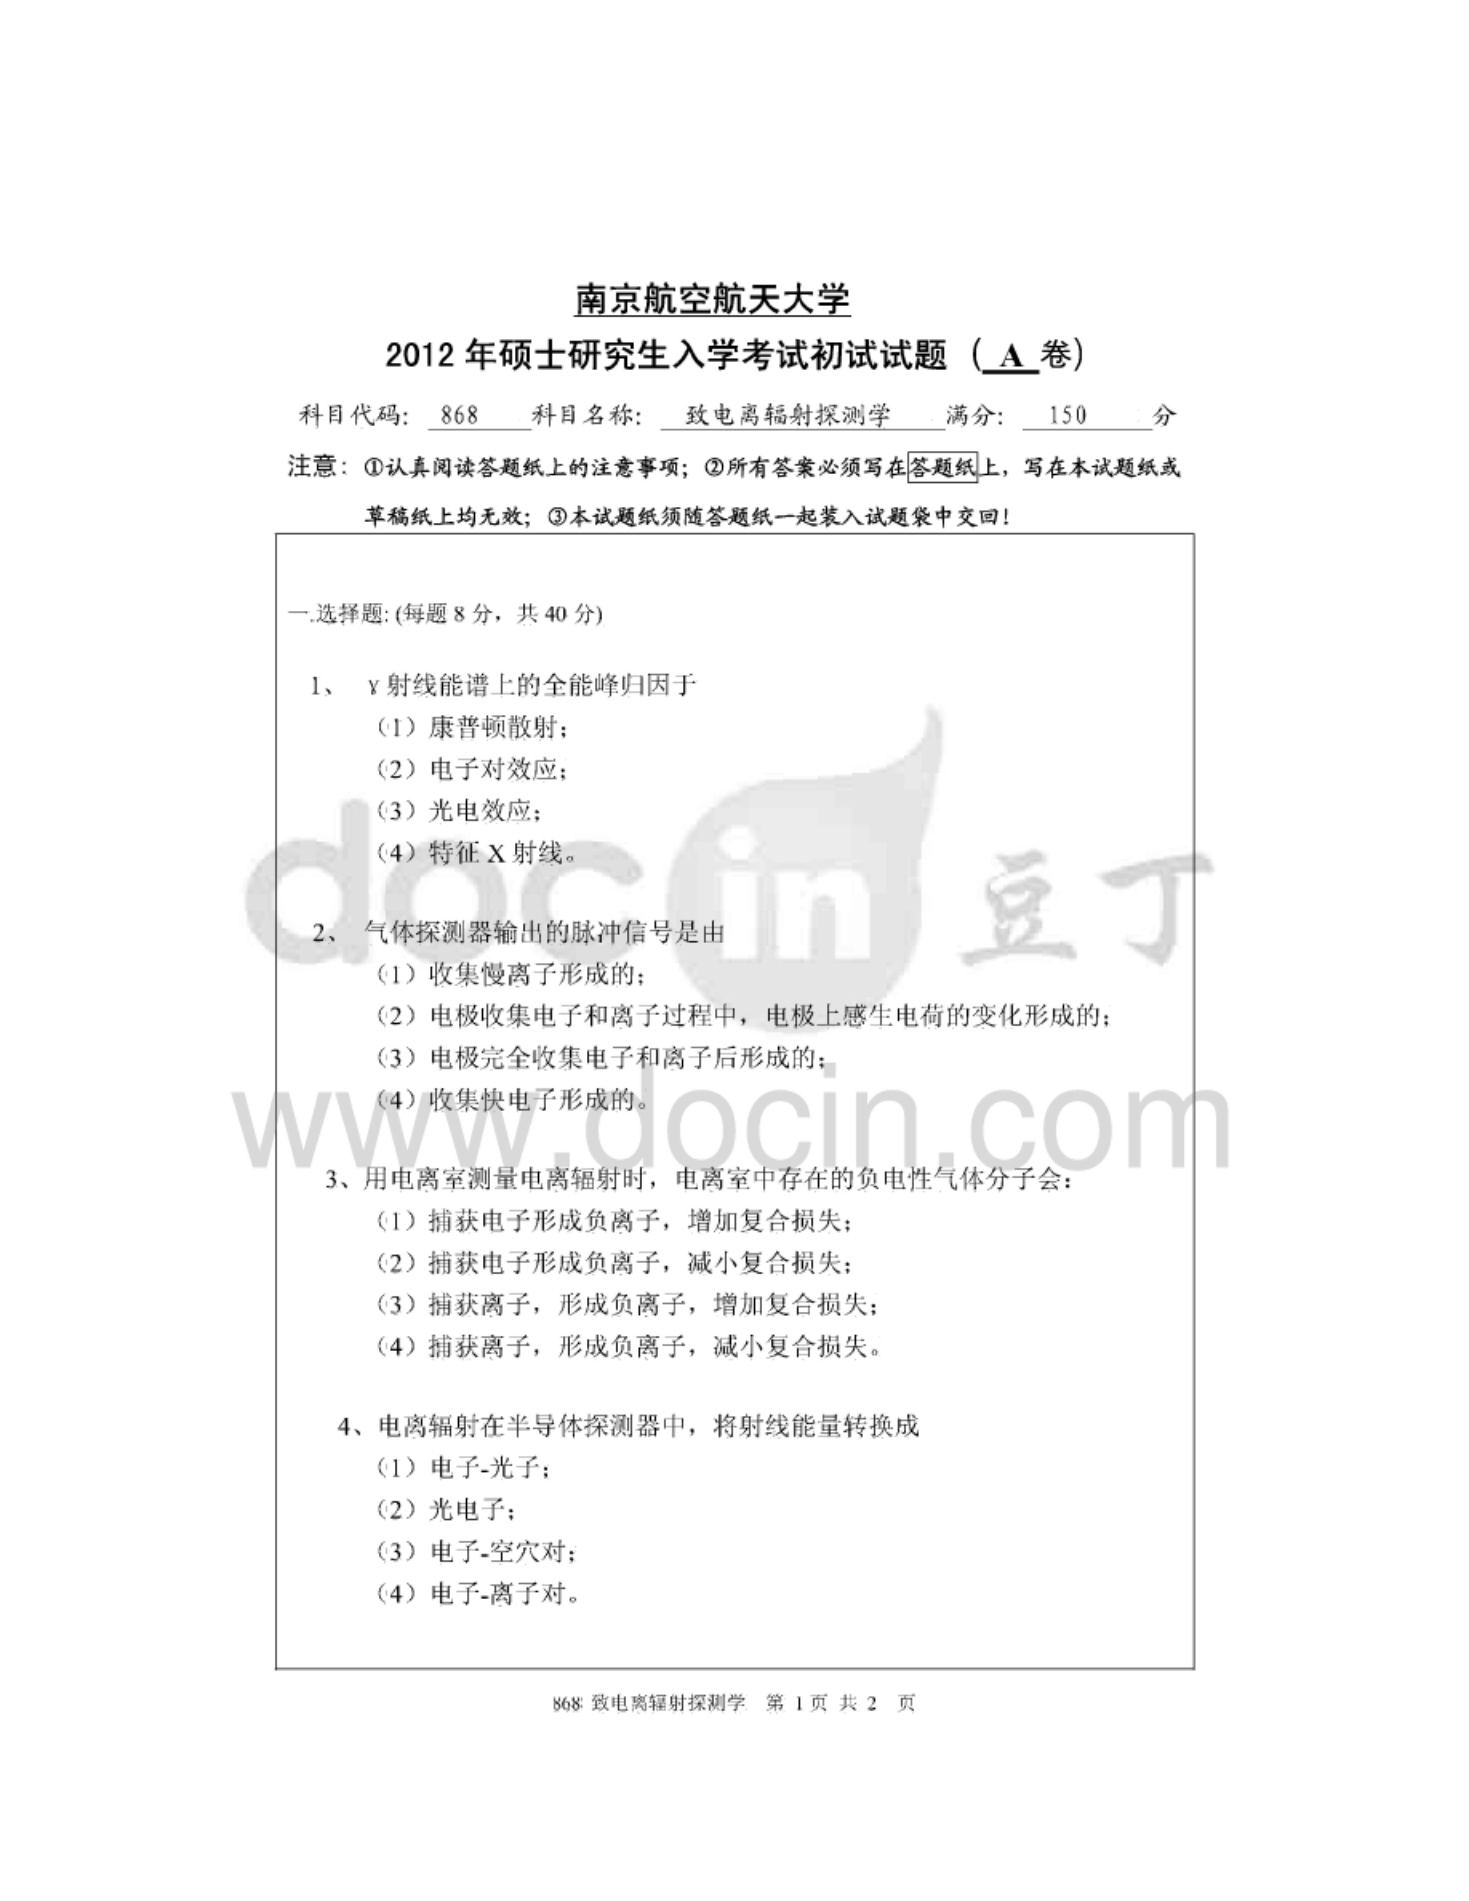 南京航空航天大学
2012 年硕士研究生入学考试初试试题（ A 卷）
科目代码： 868 科目名称： 致电离辐射探测学 满分： 150 分
注意：①认真阅读答题纸上的注意事项；②所有答案必须写在答题纸上，写在本试题纸或
草稿纸上均无效；③本试题纸须随答题纸一起装入试题袋中交回！
一.选择题: (每题 8 分，共 40 分)
1、 γ射线能谱上的全能峰归因于
（1）康普顿散射；
（2）电子对效应；
（3）光电效应；
（4）特征 X 射线。
docin 豆丁
2、 气体探测器输出的脉冲信号是由
（1）收集慢离子形成的；
（2）电极收集电子和离子过程中，电极上感生电荷的变化形成的；
（3）电极完全收集电子和离子后形成的；
（4）收集快电子形成的。
www.docin.com
3、用电离室测量电离辐射时，电离室中存在的负电性气体分子会：
（1）捕获电子形成负离子，增加复合损失；
（2）捕获电子形成负离子，减小复合损失；
（3）捕获离子，形成负离子，增加复合损失；
（4）捕获离子，形成负离子，减小复合损失。
4、电离辐射在半导体探测器中，将射线能量转换成
（1）电子-光子；
（2）光电子；
（3）电子-空穴对；
（4）电子-离子对。
868 致电离辐射探测学 第 1 页 共 2 页